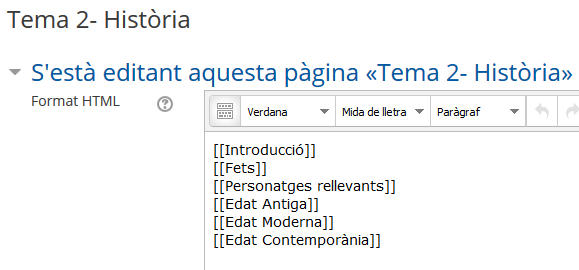 Tema 2- Història
S'està editant aquesta pàgina «Tema 2- Història»
Format HTML
Verdana Mida de lletra Paràgraf
[[Introducció]]
[[Fets]]
[[Personatges rellevants]]
[[Edat Antiga]]
[[Edat Moderna]]
[[Edat Contemporània]]